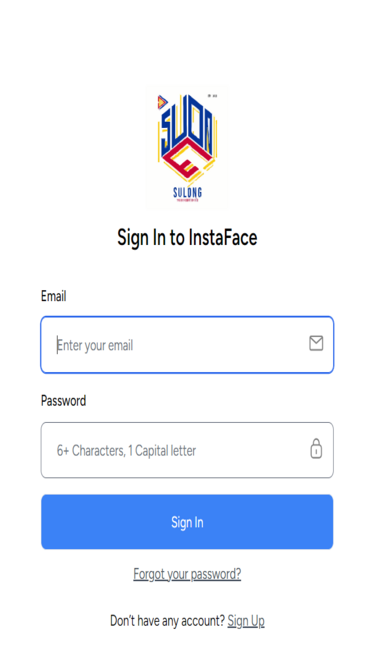 SULONG
Sign In to InstaFace
Email
Enter your email
Password
6+ Characters, 1 Capital letter
Sign In
Forgot your password?
Don't have any account? Sign Up